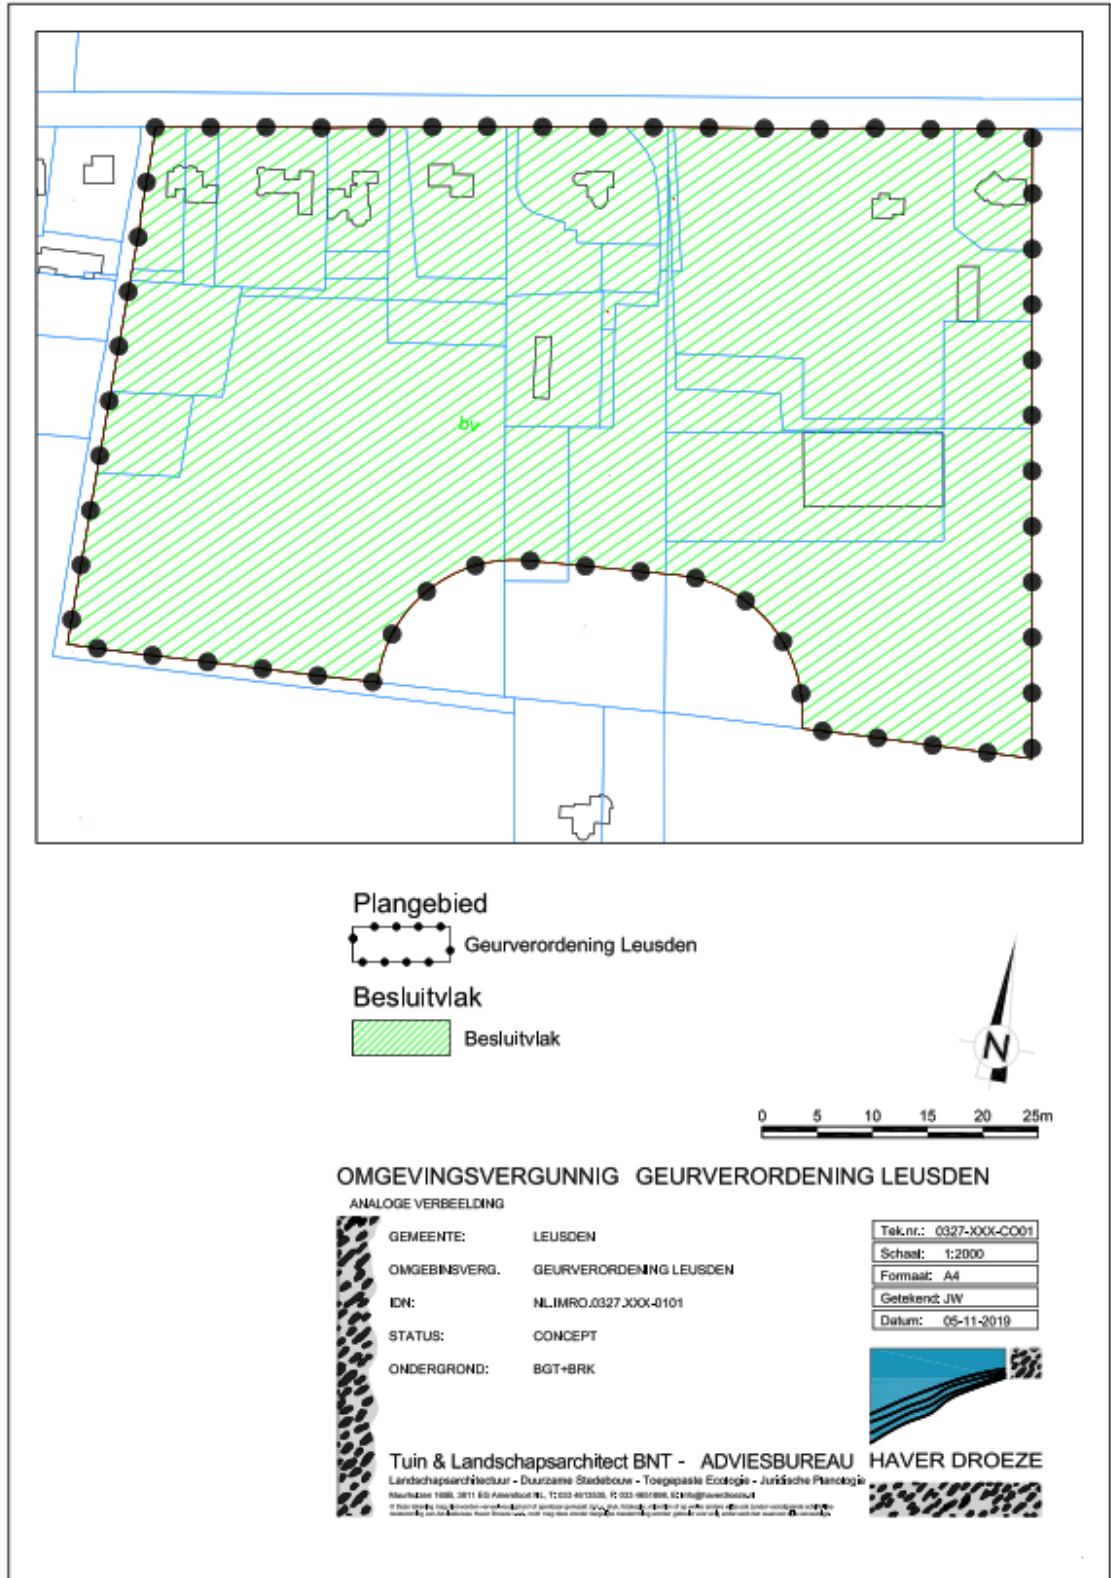 bv
Plangebied
Geurverordening Leusden
Besluitvlak
Besluitvlak
N
0 5 10 15 20 25m
OMGEVINGSVERGUNNIG GEURVERORDENING LEUSDEN
ANALOGE VERBEELDING
GEMEENTE: LEUSDEN
OMGEBINSVERG. GEURVERORDENING LEUSDEN
IDN: NL.IMRO.0327.XXX-0101
STATUS: CONCEPT
ONDERGROND: BGT+BRK
Tek.nr.: 0327-XXX-CO01
Schaal: 1:2000
Formaat: A4
Getekend: JW
Datum: 05-11-2019
Tuin & Landschapsarchitect BNT - ADVIESBUREAU HAVER DROEZE
Landschapsarchitectuur - Duurzame Stedebouw - Toegepaste Ecologie - Juridische Planologie